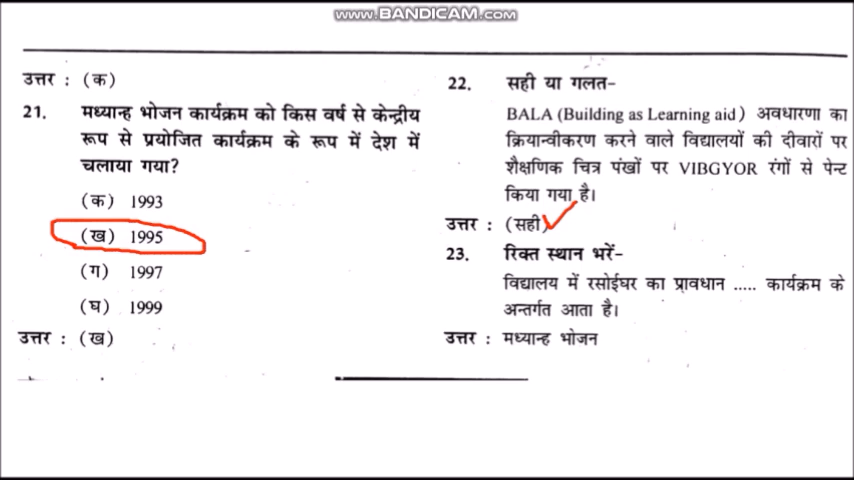 www.BANDICAM.com
उत्तर : (क)
21. मध्यान्ह भोजन कार्यक्रम को किस वर्ष से केन्द्रीय
रूप से प्रयोजित कार्यक्रम के रूप में देश में
चलाया गया?
(क) 1993
(ख) 1995
(ग) 1997
(घ) 1999
उत्तर : (ख)
22. सही या गलत-
BALA (Building as Learning aid) अवधारणा का
क्रियान्वीकरण करने वाले विद्यालयों की दीवारों पर
शैक्षणिक चित्र पंखों पर VIBGYOR रंगों से पेन्ट
किया गया है।
उत्तर : (सही)
23. रिक्त स्थान भरें-
विद्यालय में रसोईघर का प्रावधान ..... कार्यक्रम के
अन्तर्गत आता है।
उत्तर : मध्यान्ह भोजन